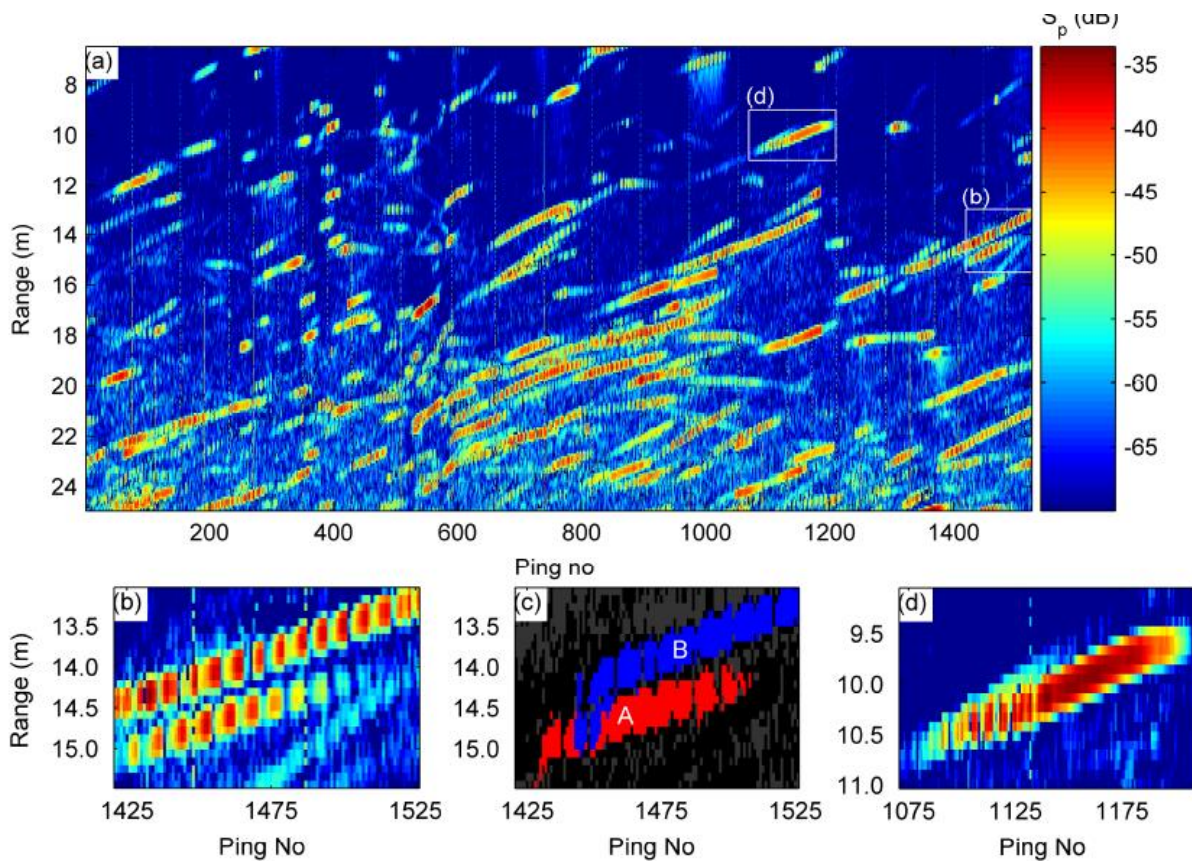 S_p (dB)
(a)
(d)
(b)
8
10
12
14
16
18
20
22
24
Range (m)
200 400 600 800 1000 1200 1400
Ping no
-35
-40
-45
-50
-55
-60
-65
(b)
13.5
14.0
14.5
15.0
Range (m)
1425 1475 1525
Ping No
(c)
B
A
13.5
14.0
14.5
15.0
1425 1475 1525
Ping No
(d)
9.5
10.0
10.5
11.0
1075 1125 1175
Ping No